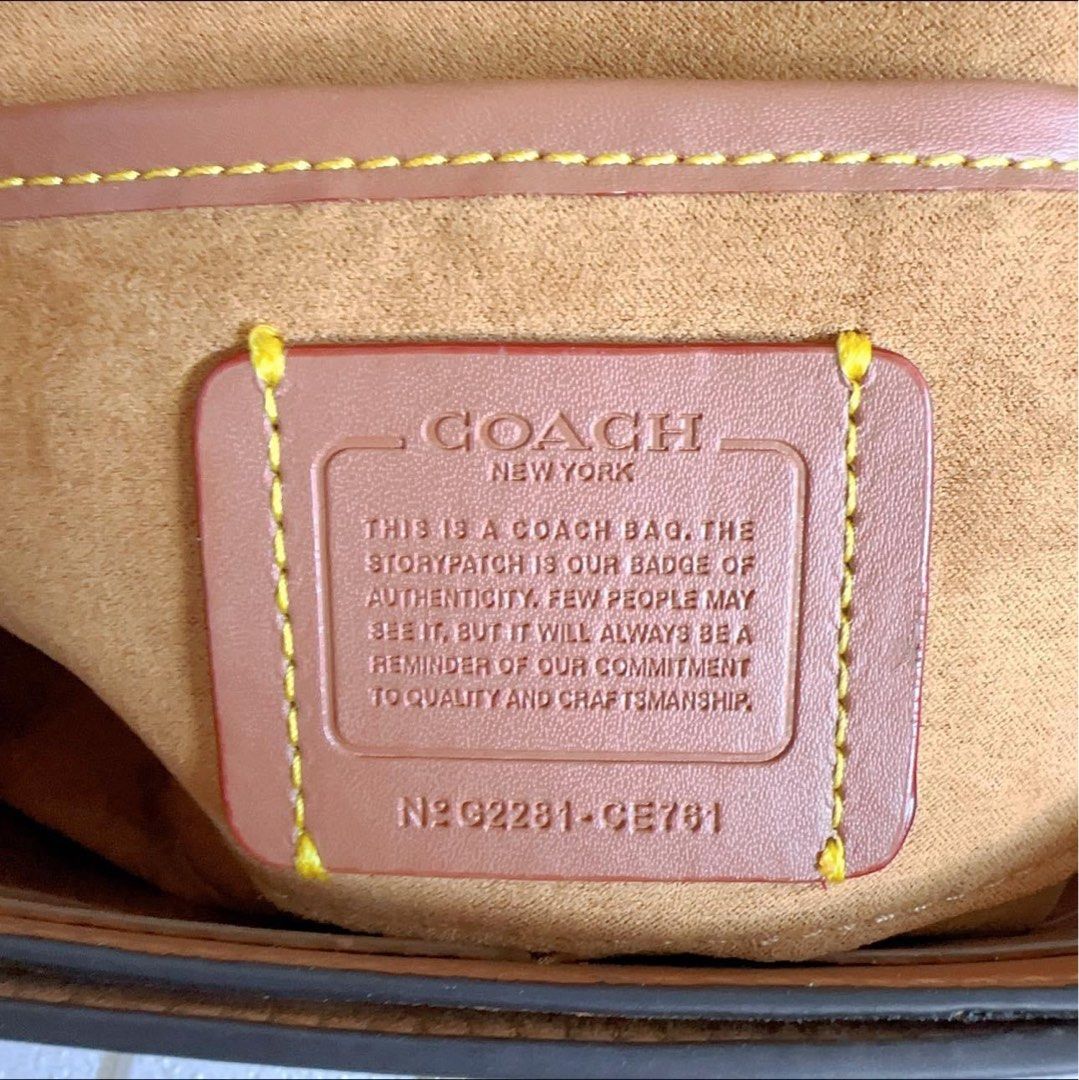 COACH
NEW YORK
THIS IS A COACH BAG. THE
STORYPATCH IS OUR BADGE OF
AUTHENTICITY. FEW PEOPLE MAY
SEE IT, BUT IT WILL ALWAYS BE A
REMINDER OF OUR COMMITMENT
TO QUALITY AND CRAFTSMANSHIP.
Nº G2281-CE761